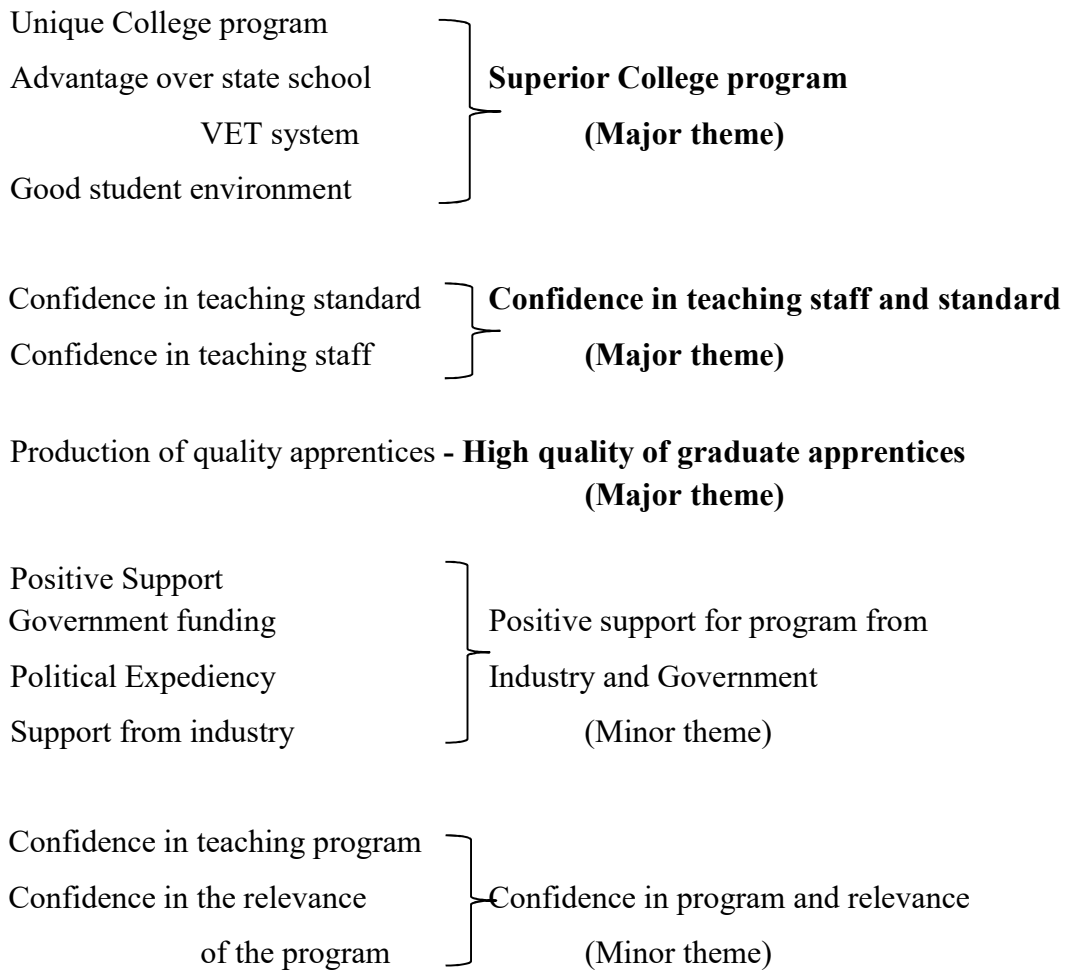 Unique College program
Advantage over state school Superior College program
VET system (Major theme)
Good student environment
Confidence in teaching standard Confidence in teaching staff and standard
Confidence in teaching staff (Major theme)
Production of quality apprentices - High quality of graduate apprentices
(Major theme)
Positive Support
Government funding Positive support for program from
Political Expediency Industry and Government
Support from industry (Minor theme)
Confidence in teaching program
Confidence in the relevance Confidence in program and relevance
of the program (Minor theme)